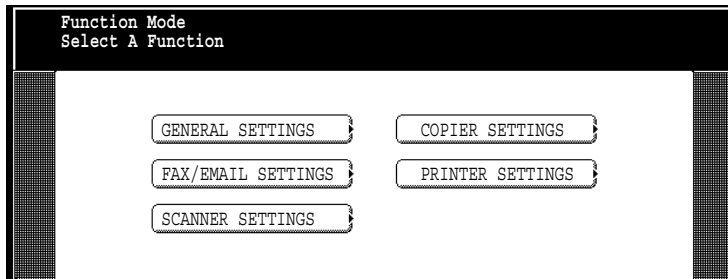 Function Mode
Select A Function
GENERAL SETTINGS
COPIER SETTINGS
FAX/EMAIL SETTINGS
PRINTER SETTINGS
SCANNER SETTINGS